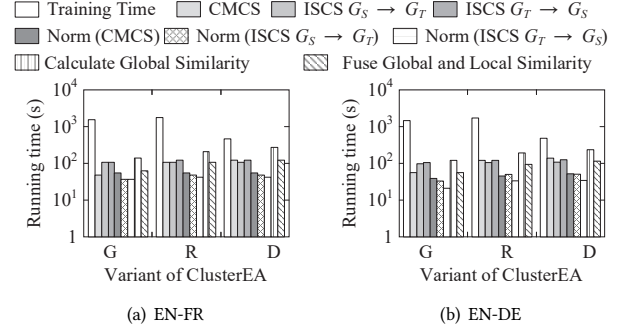 Training Time CMCS ISCS G_S → G_T ISCS G_T → G_S
Norm (CMCS) Norm (ISCS G_S → G_T) Norm (ISCS G_T → G_S)
Calculate Global Similarity Fuse Global and Local Similarity
Running time (s)
10^4
10^3
10^2
10^1
1
G R D
Variant of ClusterEA
(a) EN-FR
Running time (s)
10^4
10^3
10^2
10^1
1
G R D
Variant of ClusterEA
(b) EN-DE